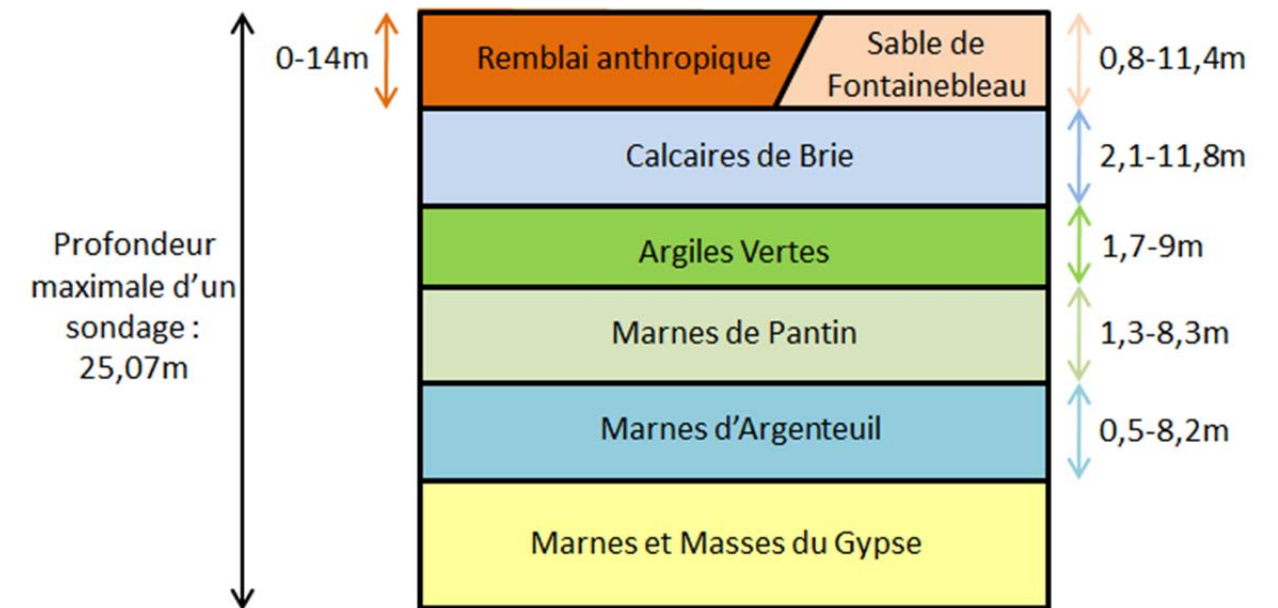 0-14m
Remblai anthropique
Sable de
Fontainebleau
0,8-11,4m
Calcaires de Brie
2,1-11,8m
Profondeur
maximale d’un
sondage :
25,07m
Argiles Vertes
1,7-9m
Marnes de Pantin
1,3-8,3m
Marnes d’Argenteuil
0,5-8,2m
Marnes et Masses du Gypse